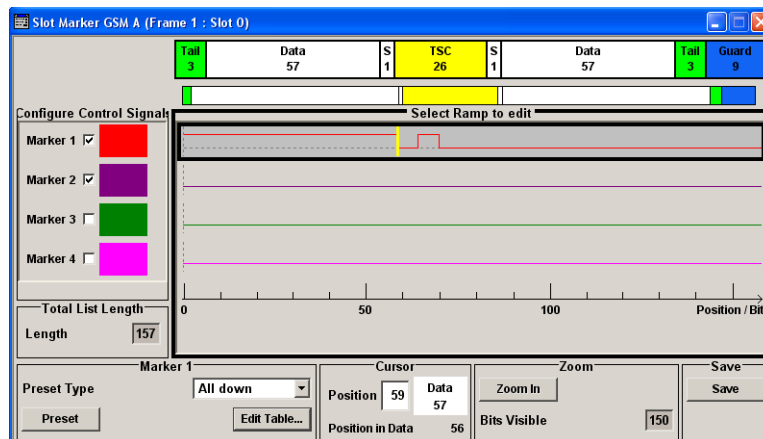 Slot Marker GSM A (Frame 1 : Slot 0)
Tail Data S TSC S Data Tail Guard
3 57 1 26 1 57 3 9
Configure Control Signals
Select Ramp to edit
Marker 1
Marker 2
Marker 3
Marker 4
0 50 100 Position / Bit
Total List Length
Length 157
Marker 1
Preset Type All down
Preset Edit Table...
Cursor
Position 59 Data
57
Position in Data 56
Zoom
Zoom In
Bits Visible 150
Save
Save